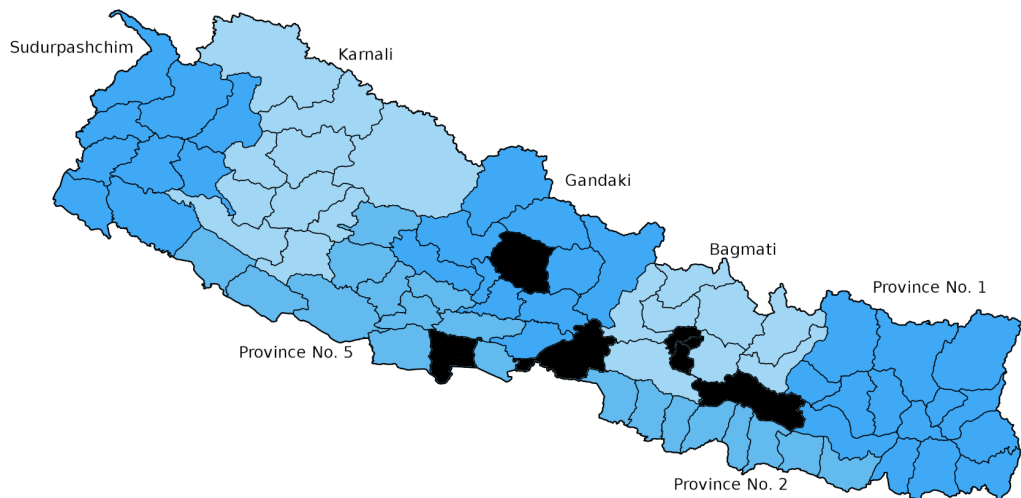 Sudurpashchim
Karnali
Gandaki
Bagmati
Province No. 1
Province No. 5
Province No. 2